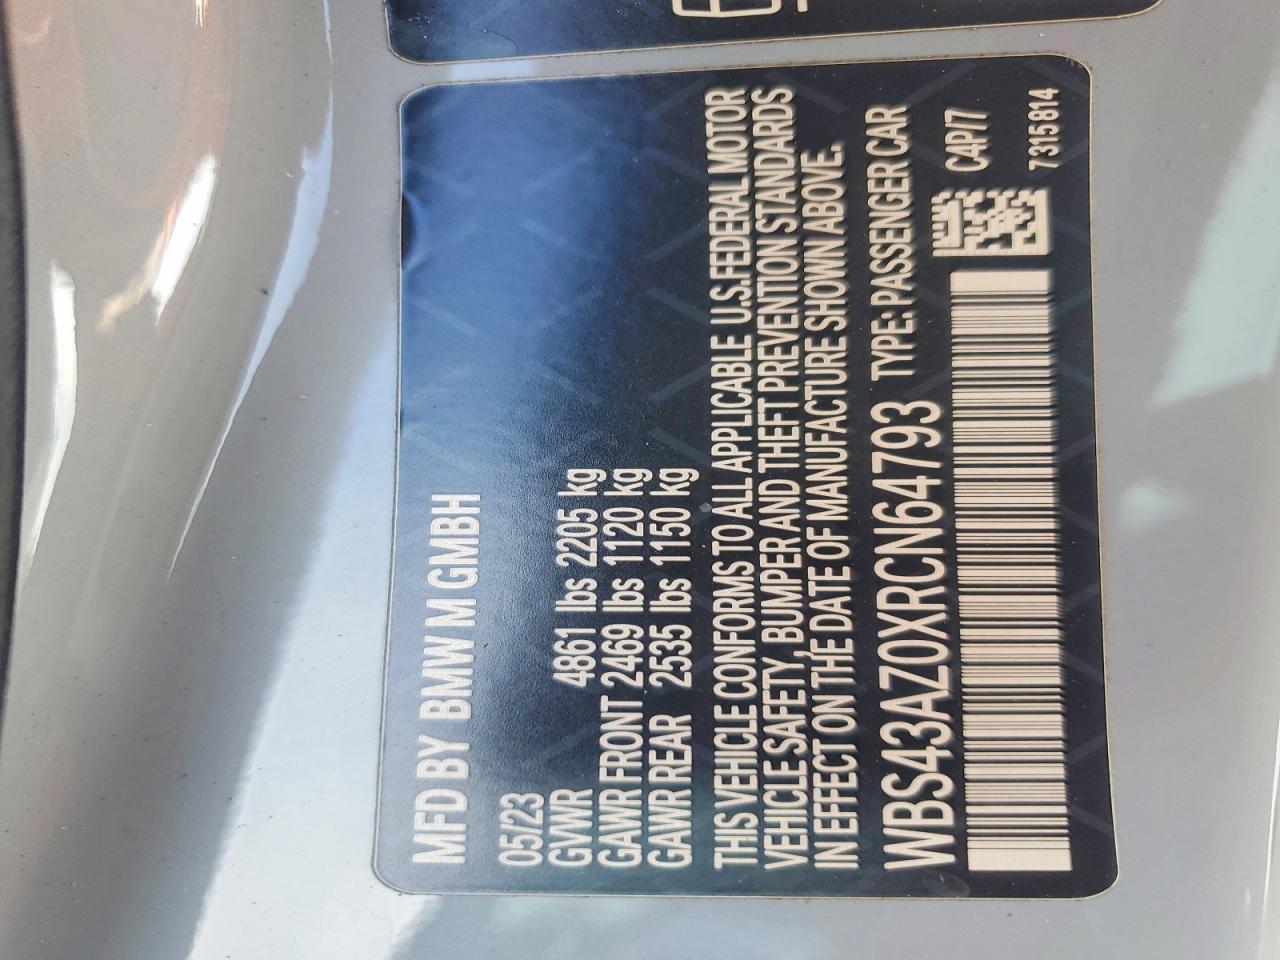 MFD BY BMW M GMBH
05/23
GVWR 4861 lbs 2205 kg
GAWR FRONT 2469 lbs 1120 kg
GAWR REAR 2535 lbs 1150 kg
THIS VEHICLE CONFORMS TO ALL APPLICABLE U.S.FEDERAL MOTOR
VEHICLE SAFETY, BUMPER AND THEFT PREVENTION STANDARDS
IN EFFECT ON THE DATE OF MANUFACTURE SHOWN ABOVE.
WBS43AZ0XRCN64793 TYPE: PASSENGER CAR
C4P/7
7315814